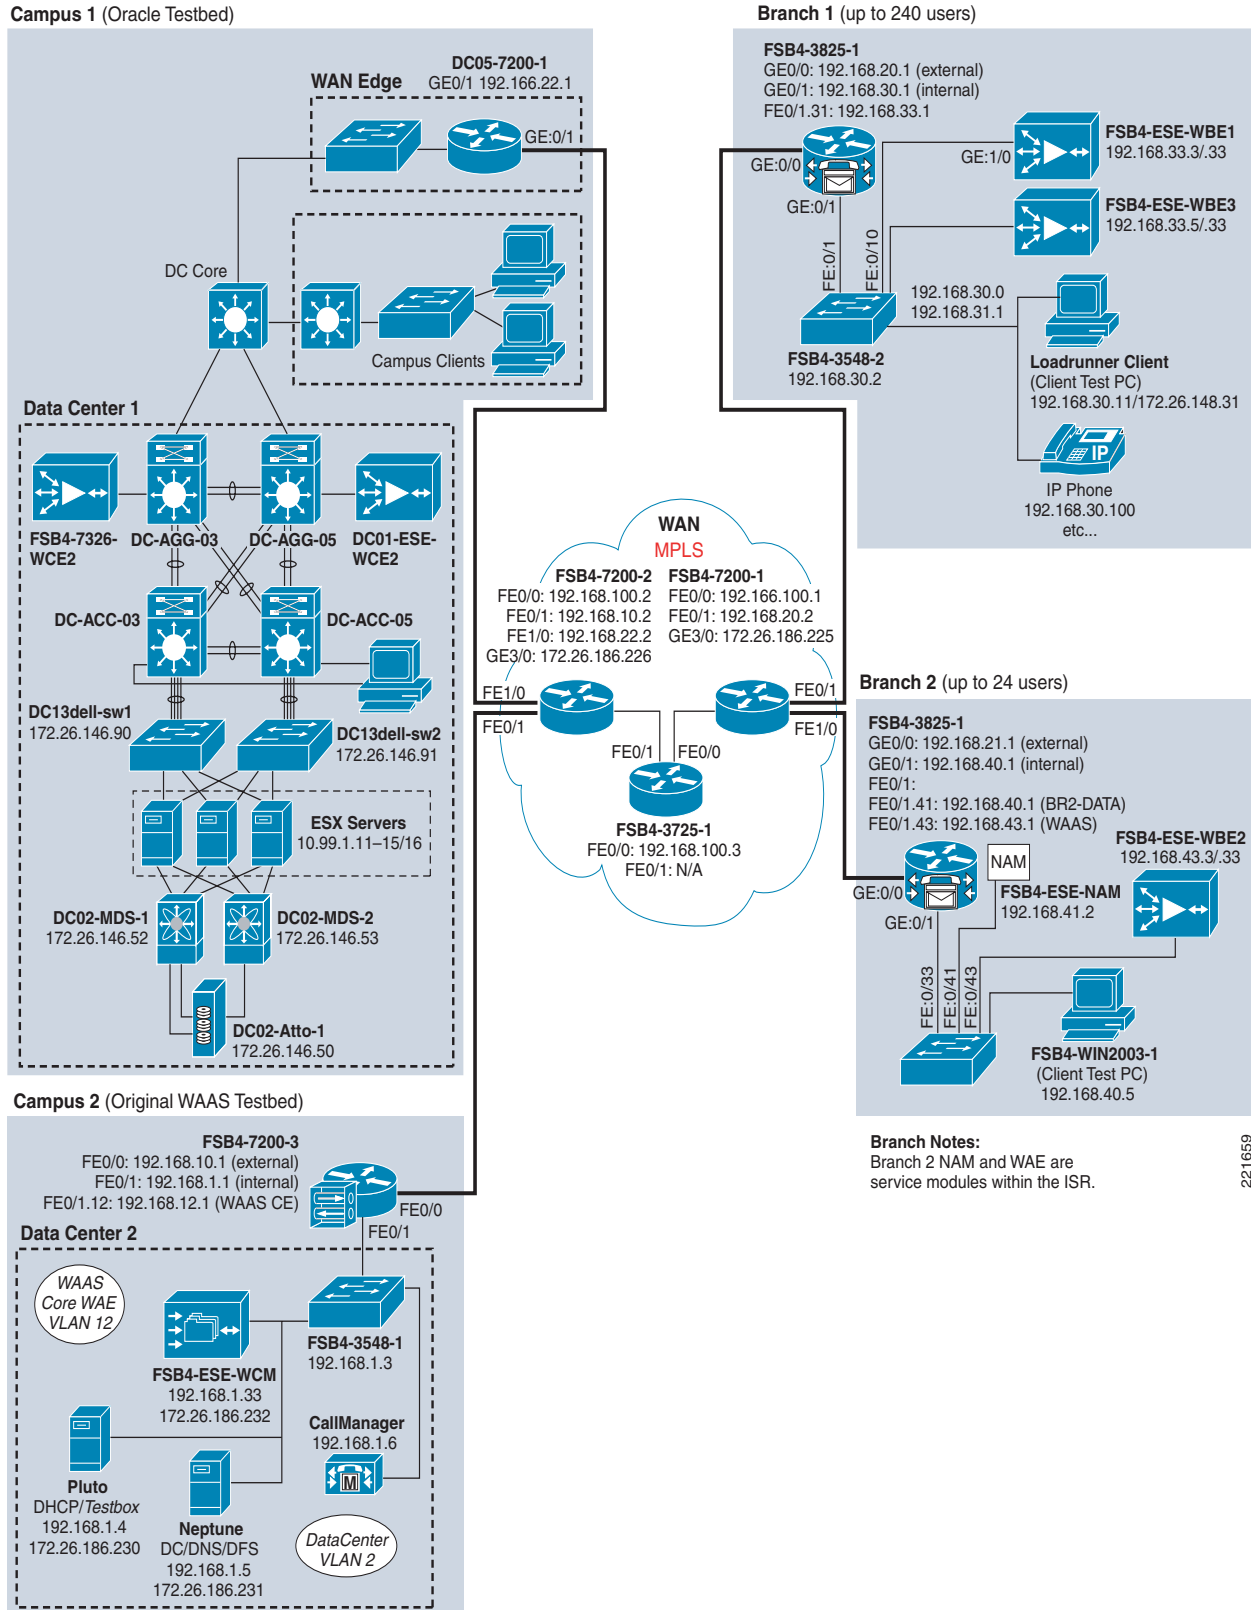 Campus 1 (Oracle Testbed)
DC05-7200-1
GE0/1 192.166.22.1
WAN Edge
GE:0/1
DC Core
Campus Clients
Data Center 1
FSB4-7326-
WCE2
DC-AGG-03
DC-AGG-05
DC01-ESE-
WCE2
DC-ACC-03
DC-ACC-05
DC13dell-sw1
172.26.146.90
DC13dell-sw2
172.26.146.91
ESX Servers
10.99.1.11–15/16
DC02-MDS-1
172.26.146.52
DC02-MDS-2
172.26.146.53
DC02-Atto-1
172.26.146.50
Campus 2 (Original WAAS Testbed)
FSB4-7200-3
FE0/0: 192.168.10.1 (external)
FE0/1: 192.168.1.1 (internal)
FE0/1.12: 192.168.12.1 (WAAS CE)
FE0/0
FE0/1
Data Center 2
WAAS
Core WAE
VLAN 12
FSB4-3548-1
192.168.1.3
FSB4-ESE-WCM
192.168.1.33
172.26.186.232
CallManager
192.168.1.6
M
Pluto
DHCP/Testbox
192.168.1.4
172.26.186.230
Neptune
DC/DNS/DFS
192.168.1.5
172.26.186.231
DataCenter
VLAN 2
WAN
MPLS
FSB4-7200-2
FE0/0: 192.168.100.2
FE0/1: 192.168.10.2
FE1/0: 192.168.22.2
GE3/0: 172.26.186.226
FSB4-7200-1
FE0/0: 192.166.100.1
FE0/1: 192.168.20.2
GE3/0: 172.26.186.225
FE1/0
FE0/1
FE0/1
FE1/0
FE0/1
FE0/0
FSB4-3725-1
FE0/0: 192.168.100.3
FE0/1: N/A
Branch 1 (up to 240 users)
FSB4-3825-1
GE0/0: 192.168.20.1 (external)
GE0/1: 192.168.30.1 (internal)
FE0/1.31: 192.168.33.1
GE:0/0
GE:0/1
GE:1/0
FSB4-ESE-WBE1
192.168.33.3/.33
FSB4-ESE-WBE3
192.168.33.5/.33
FE:0/1
FE:0/10
192.168.30.0
192.168.31.1
FSB4-3548-2
192.168.30.2
Loadrunner Client
(Client Test PC)
192.168.30.11/172.26.148.31
IP
IP Phone
192.168.30.100
etc...
Branch 2 (up to 24 users)
FSB4-3825-1
GE0/0: 192.168.21.1 (external)
GE0/1: 192.168.40.1 (internal)
FE0/1:
FE0/1.41: 192.168.40.1 (BR2-DATA)
FE0/1.43: 192.168.43.1 (WAAS)
FSB4-ESE-WBE2
192.168.43.3/.33
NAM
FSB4-ESE-NAM
192.168.41.2
GE:0/0
GE:0/1
FE:0/33
FE:0/41
FE:0/43
FSB4-WIN2003-1
(Client Test PC)
192.168.40.5
Branch Notes:
Branch 2 NAM and WAE are
service modules within the ISR.
221659